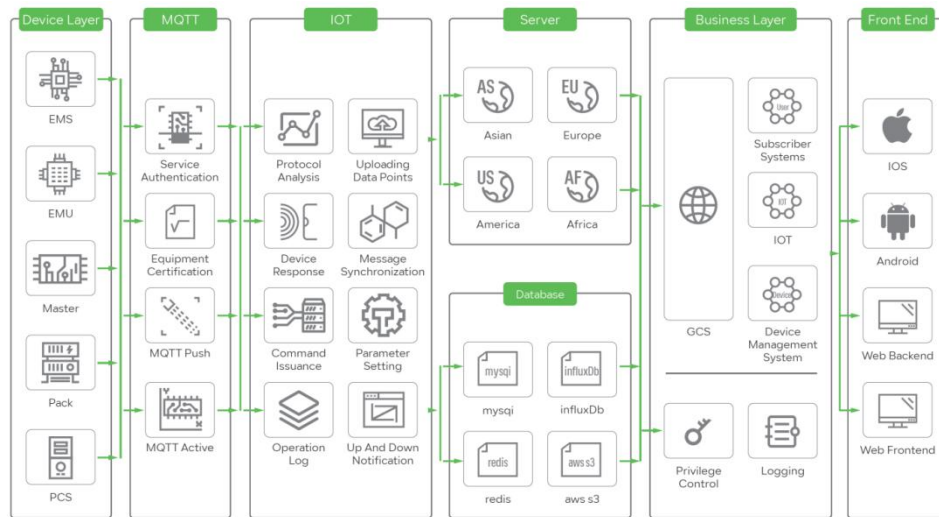 Device Layer
EMS
EMU
Master
Pack
PCS
MQTT
Service
Authentication
Equipment
Certification
MQTT Push
Y
X
MQTT Active
IOT
Protocol
Analysis
Uploading
Data Points
Device
Response
Message
Synchronization
Command
Issuance
Parameter
Setting
Operation
Log
Up And Down
Notification
Server
AS
Asian
EU
Europe
US
America
AF
Africa
Database
mysqi
mysqi
influxDb
influxDb
redis
redis
aws s3
aws s3
Business Layer
GCS
User
Subscriber
Systems
IOT
IOT
Device
Device
Management
System
Privilege
Control
Logging
Front End
IOS
Android
Web Backend
Web Frontend